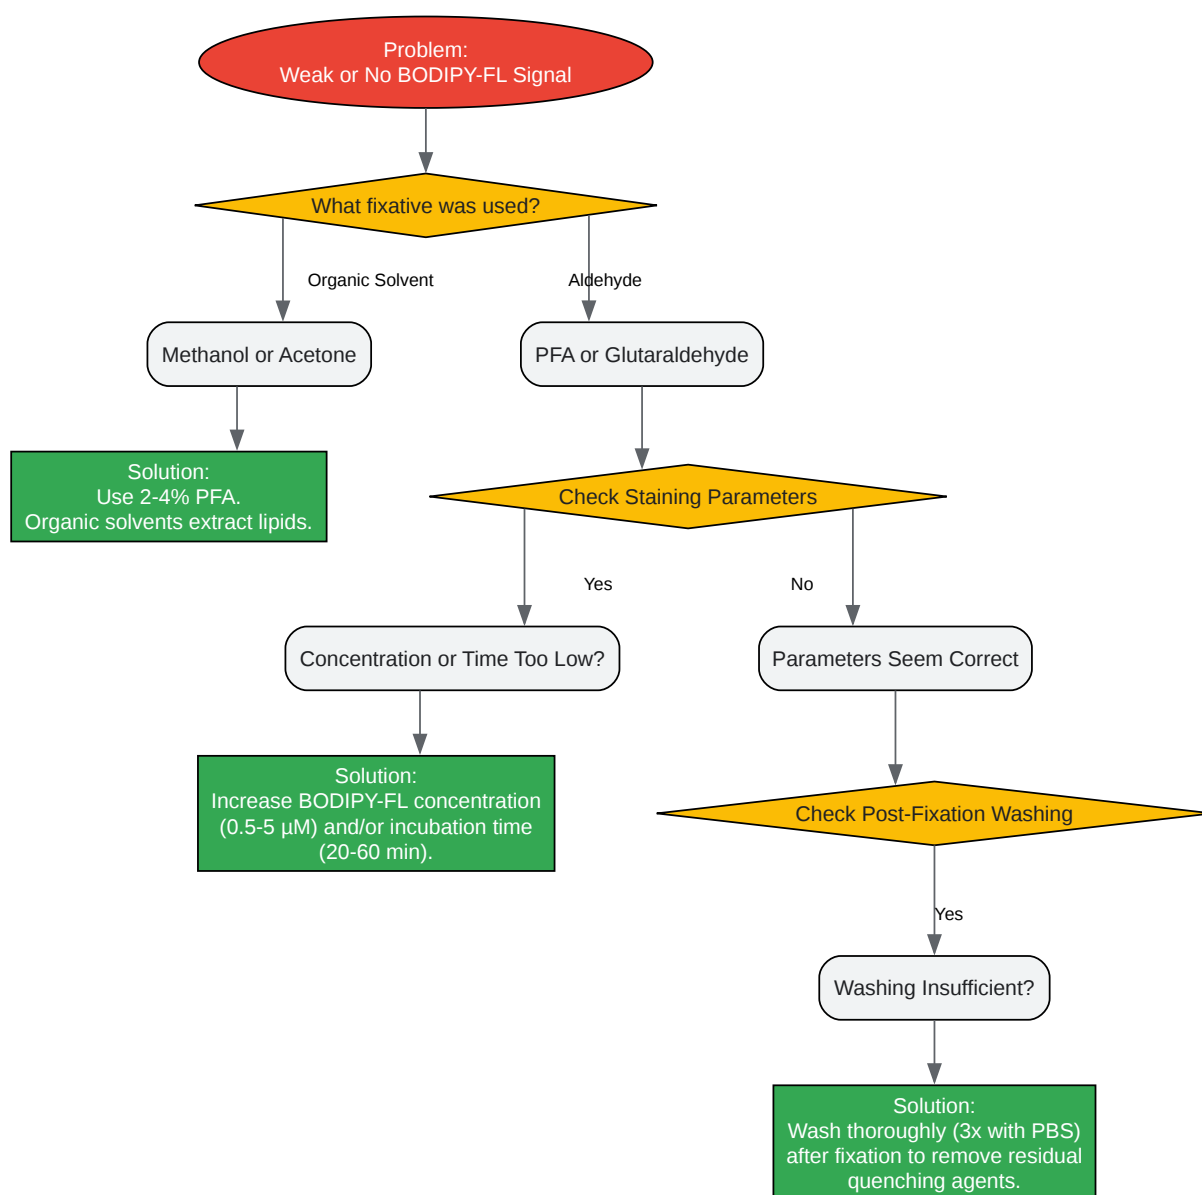 Problem:
Weak or No BODIPY-FL Signal
What fixative was used?
Organic Solvent
Aldehyde
Methanol or Acetone
PFA or Glutaraldehyde
Solution:
Use 2-4% PFA.
Organic solvents extract lipids.
Check Staining Parameters
Yes
No
Concentration or Time Too Low?
Parameters Seem Correct
Solution:
Increase BODIPY-FL concentration
(0.5-5 µM) and/or incubation time
(20-60 min).
Check Post-Fixation Washing
Yes
Washing Insufficient?
Solution:
Wash thoroughly (3x with PBS)
after fixation to remove residual
quenching agents.